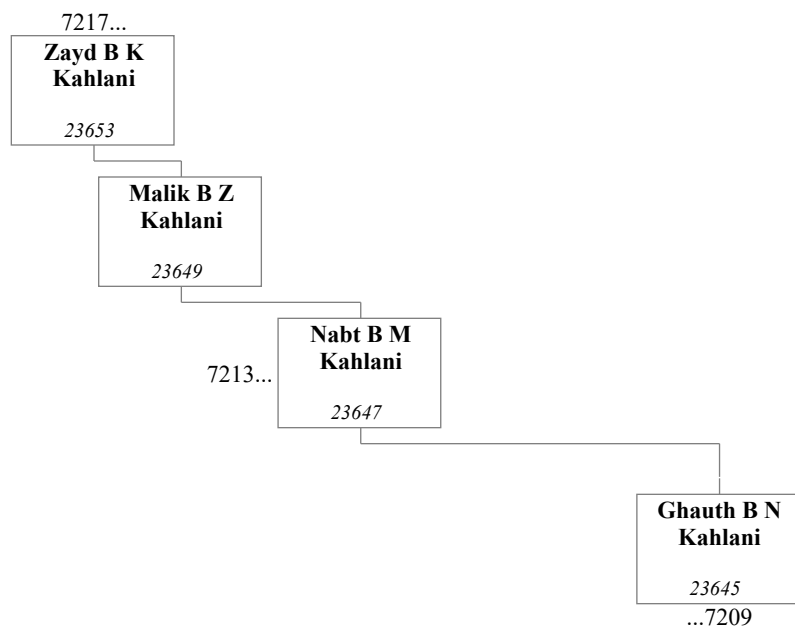 7217...
Zayd B K
Kahlani
23653
Malik B Z
Kahlani
23649
Nabt B M
Kahlani
7213...
23647
Ghauth B N
Kahlani
23645
...7209